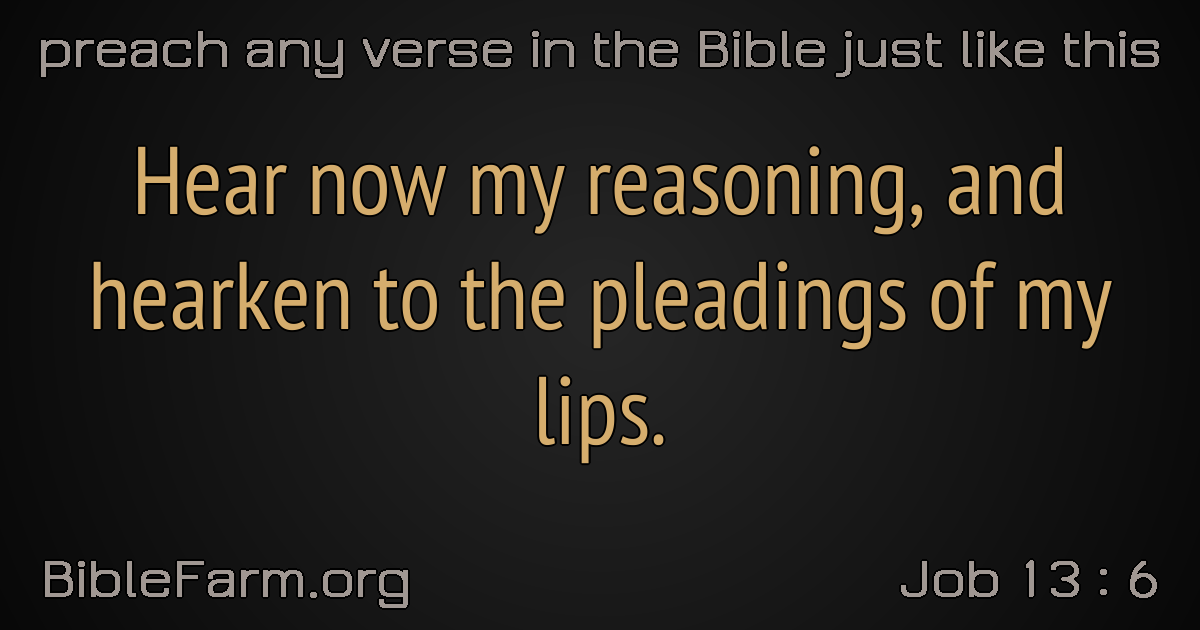 preach any verse in the Bible just like this
Hear now my reasoning, and
hearken to the pleadings of my
lips.
BibleFarm.org
Job 13 : 6